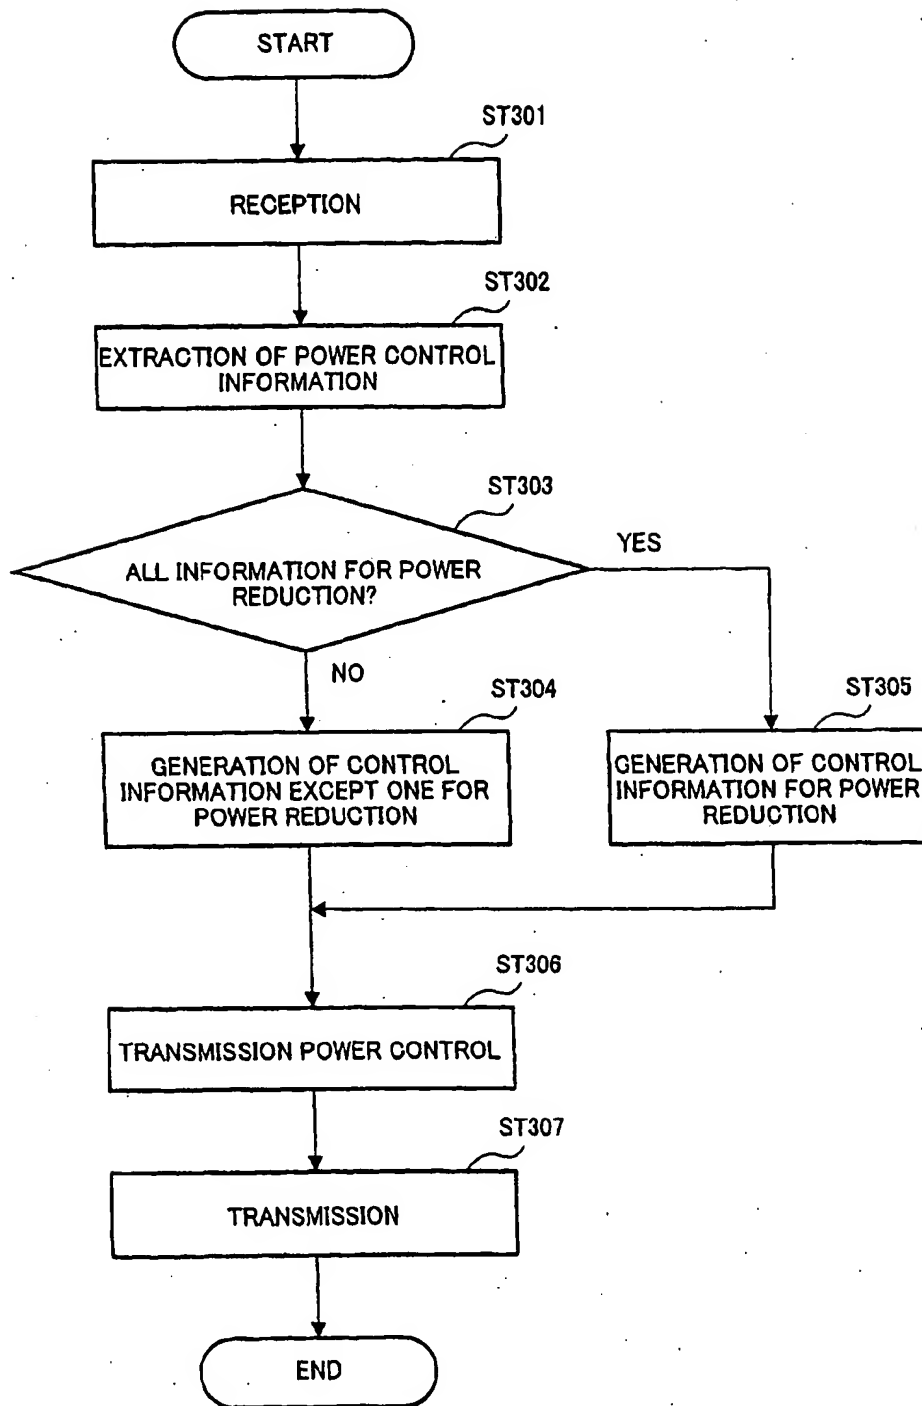 START
ST301
RECEPTION
ST302
EXTRACTION OF POWER CONTROL
INFORMATION
ST303
ALL INFORMATION FOR POWER
REDUCTION?
YES
NO
ST304
GENERATION OF CONTROL
INFORMATION EXCEPT ONE FOR
POWER REDUCTION
ST305
GENERATION OF CONTROL
INFORMATION FOR POWER
REDUCTION
ST306
TRANSMISSION POWER CONTROL
ST307
TRANSMISSION
END